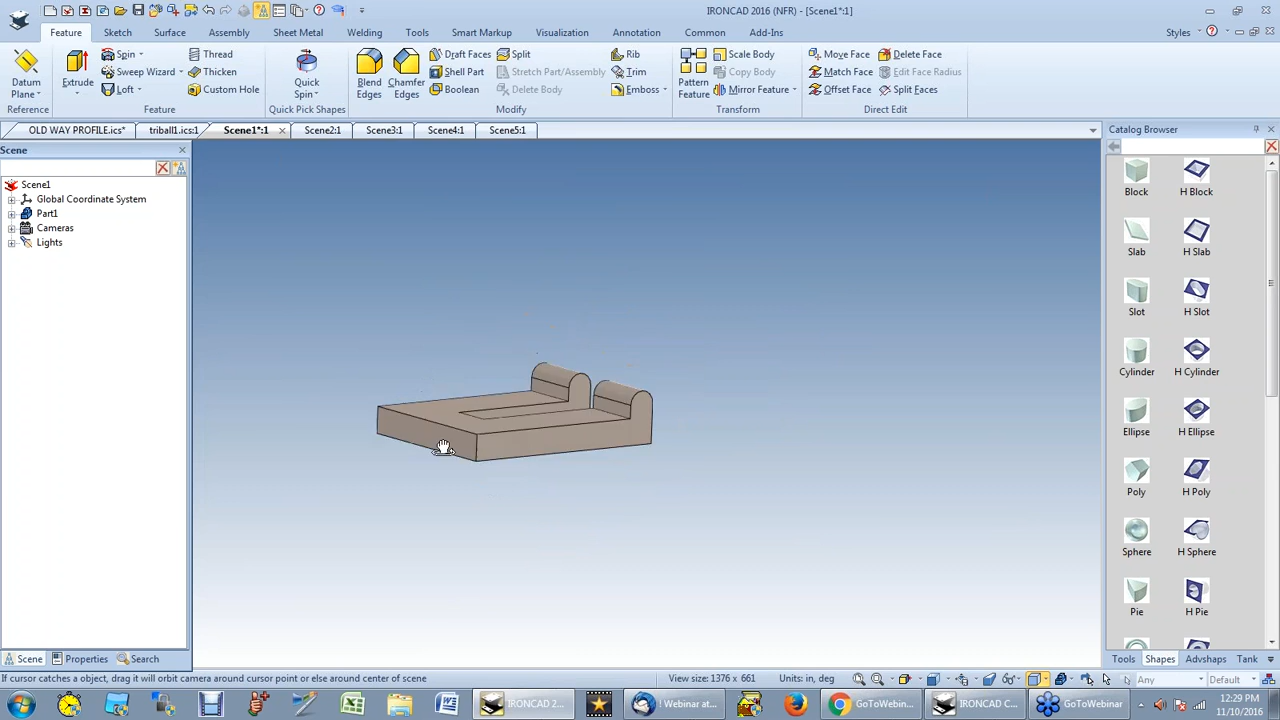 IRONCAD 2016 (NFR) - [Scene1*:1]
Feature Sketch Surface Assembly Sheet Metal Welding Tools Smart Markup Visualization Annotation Common Add-Ins Styles
Datum Plane
Reference
Extrude
Spin
Sweep Wizard
Loft
Thread
Thicken
Custom Hole
Feature
Quick Spin
Quick Pick Shapes
Blend Edges
Chamfer Edges
Draft Faces
Shell Part
Boolean
Split
Stretch Part/Assembly
Delete Body
Rib
Trim
Emboss
Modify
Pattern Feature
Scale Body
Copy Body
Mirror Feature
Transform
Move Face
Match Face
Offset Face
Delete Face
Edit Face Radius
Split Faces
Direct Edit
OLD WAY PROFILE.ics* triball1.ics:1 Scene1*:1 Scene2:1 Scene3:1 Scene4:1 Scene5:1
Scene
Scene1
Global Coordinate System
Part1
Cameras
Lights
Catalog Browser
Block H Block
Slab H Slab
Slot H Slot
Cylinder H Cylinder
Ellipse H Ellipse
Poly H Poly
Sphere H Sphere
Pie H Pie
Scene Properties Search
Tools Shapes Advshaps Tank
If cursor catches a object, drag it will orbit camera around cursor point or else around center of scene
View size: 1376 x 661 Units: in, deg
Any Default
IRONCAD 2... ! Webinar at... GoToWebin... IRONCAD C... GoToWebin...
12:29 PM
11/10/2016